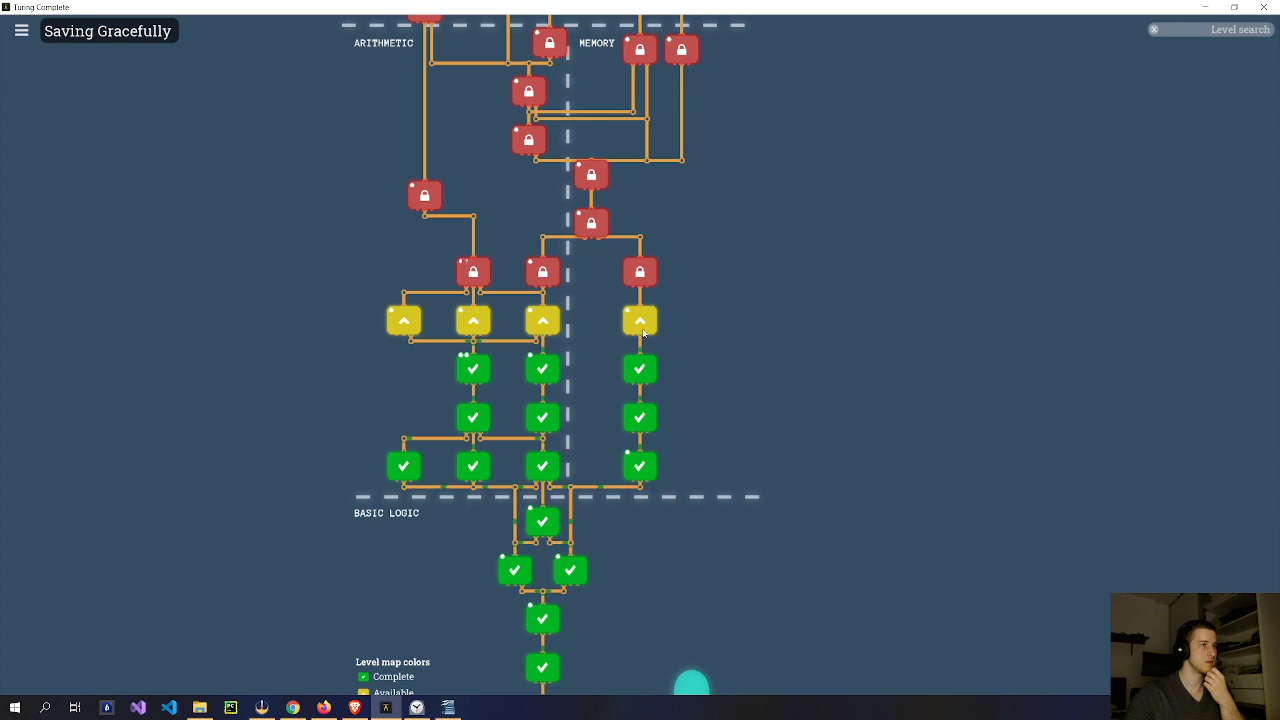 Turing Complete
Saving Gracefully
Level search
ARITHMETIC
MEMORY
BASIC LOGIC
Level map colors
Complete
Available